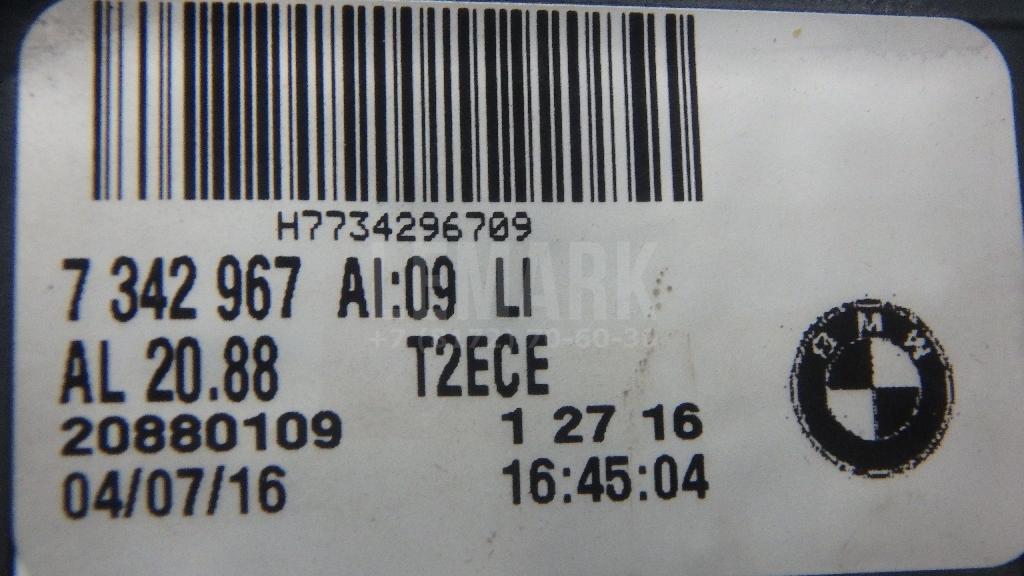 H7734296709
7 342 967 AI:09 LI
AL 20.88 T2ECE
20880109 1 27 16
04/07/16 16:45:04
BMW